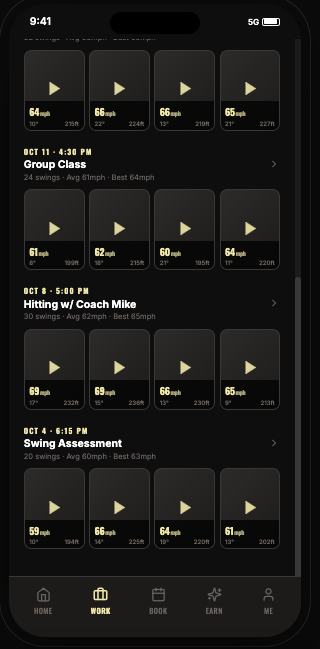 9:41
5G
64mph
10° 215ft
66mph
22° 224ft
66mph
13° 219ft
65mph
21° 227ft
OCT 11 · 4:30 PM
Group Class
24 swings · Avg 61mph · Best 64mph
61mph
8° 199ft
62mph
18° 215ft
60mph
21° 195ft
64mph
11° 220ft
OCT 8 · 5:00 PM
Hitting w/ Coach Mike
30 swings · Avg 62mph · Best 65mph
69mph
17° 232ft
69mph
15° 236ft
66mph
13° 230ft
65mph
9° 213ft
OCT 4 · 6:15 PM
Swing Assessment
20 swings · Avg 60mph · Best 63mph
59mph
10° 194ft
66mph
14° 225ft
64mph
19° 220ft
61mph
13° 202ft
HOME
WORK
BOOK
EARN
ME